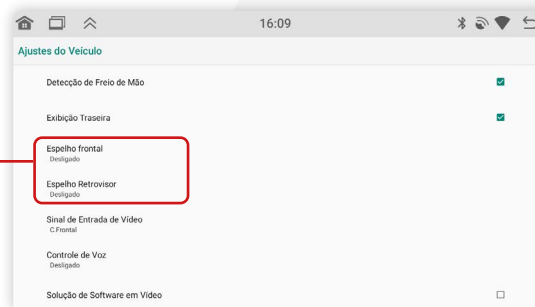 16:09
Ajustes do Veículo
Detecção de Freio de Mão
Exibição Traseira
Espelho frontal
Desligado
Espelho Retrovisor
Desligado
Sinal de Entrada de Vídeo
C.Frontal
Controle de Voz
Desligado
Solução de Software em Vídeo